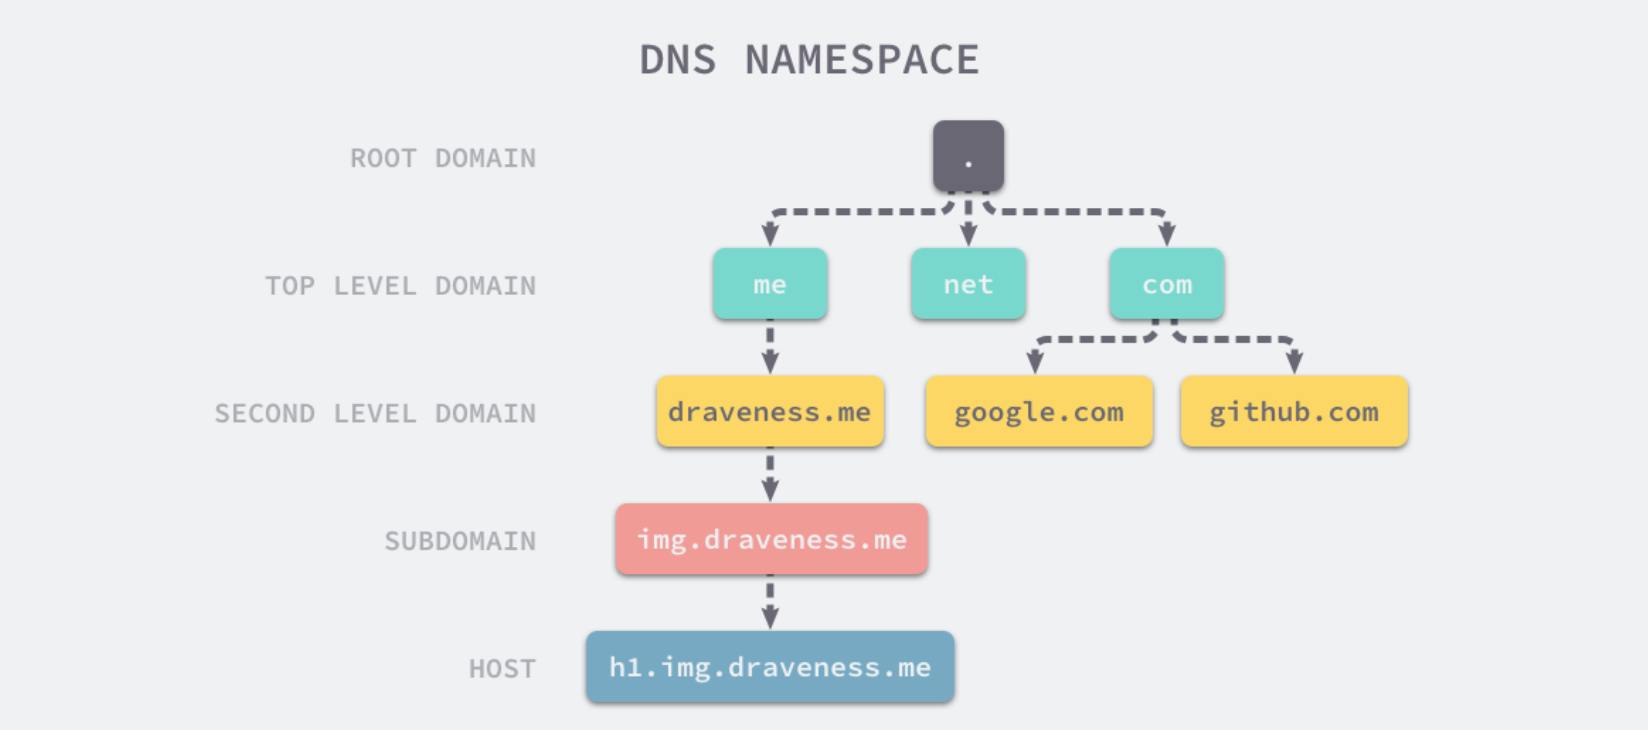 DNS NAMESPACE
ROOT DOMAIN .
TOP LEVEL DOMAIN me net com
SECOND LEVEL DOMAIN draveness.me google.com github.com
SUBDOMAIN img.draveness.me
HOST h1.img.draveness.me